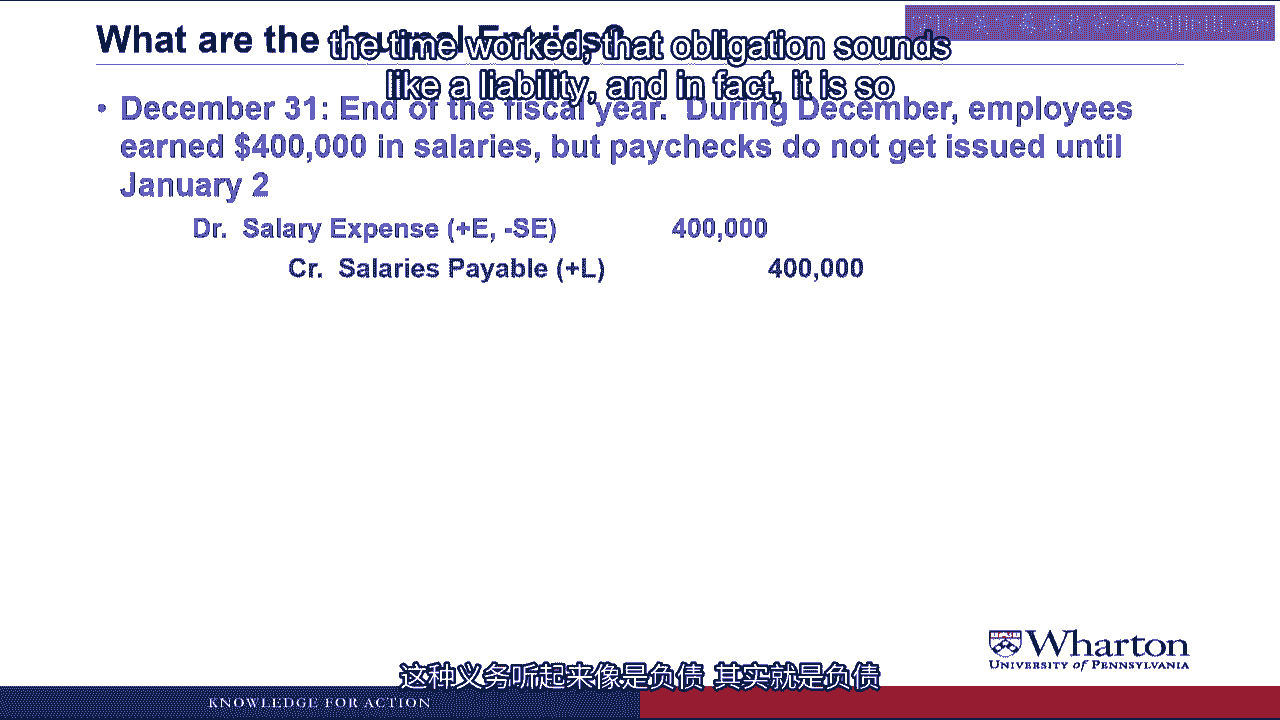 What are the Journal Entries?
the time worked, that obligation sounds
like a liability, and in fact, it is so
• December 31: End of the fiscal year. During December, employees
earned $400,000 in salaries, but paychecks do not get issued until
January 2
Dr. Salary Expense (+E, -SE) 400,000
Cr. Salaries Payable (+L) 400,000
Wharton
UNIVERSITY of PENNSYLVANIA
这种义务听起来像是负债 其实就是负债
KNOWLEDGE FOR ACTION